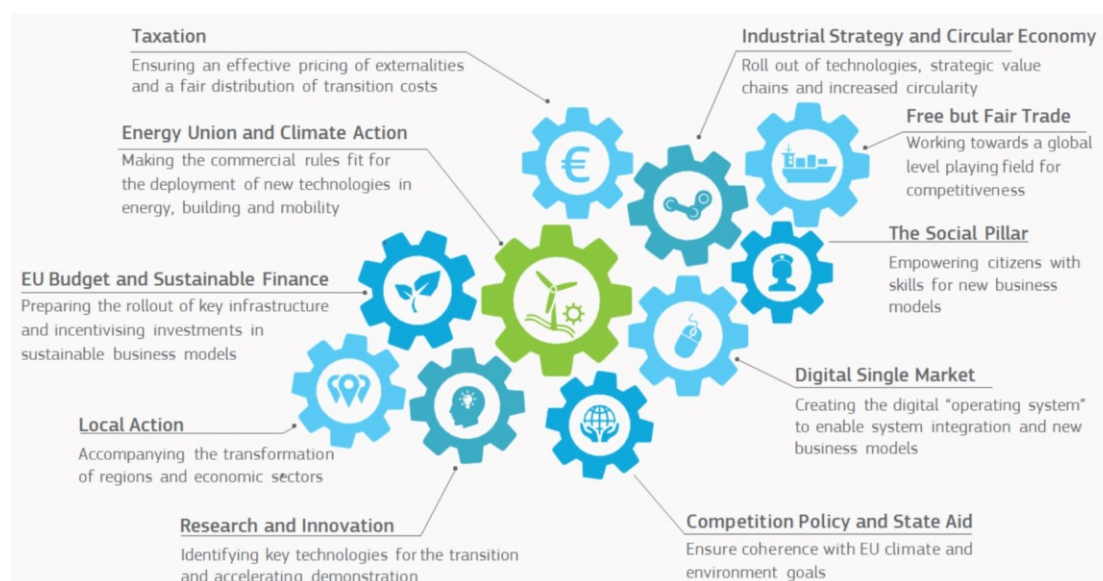 Taxation
Ensuring an effective pricing of externalities
and a fair distribution of transition costs
Energy Union and Climate Action
Making the commercial rules fit for
the deployment of new technologies in
energy, building and mobility
EU Budget and Sustainable Finance
Preparing the rollout of key infrastructure
and incentivising investments in
sustainable business models
Local Action
Accompanying the transformation
of regions and economic sectors
Research and Innovation
Identifying key technologies for the transition
and accelerating demonstration
€
Industrial Strategy and Circular Economy
Roll out of technologies, strategic value
chains and increased circularity
Free but Fair Trade
Working towards a global
level playing field for
competitiveness
The Social Pillar
Empowering citizens with
skills for new business
models
Digital Single Market
Creating the digital “operating system”
to enable system integration and new
business models
Competition Policy and State Aid
Ensure coherence with EU climate and
environment goals